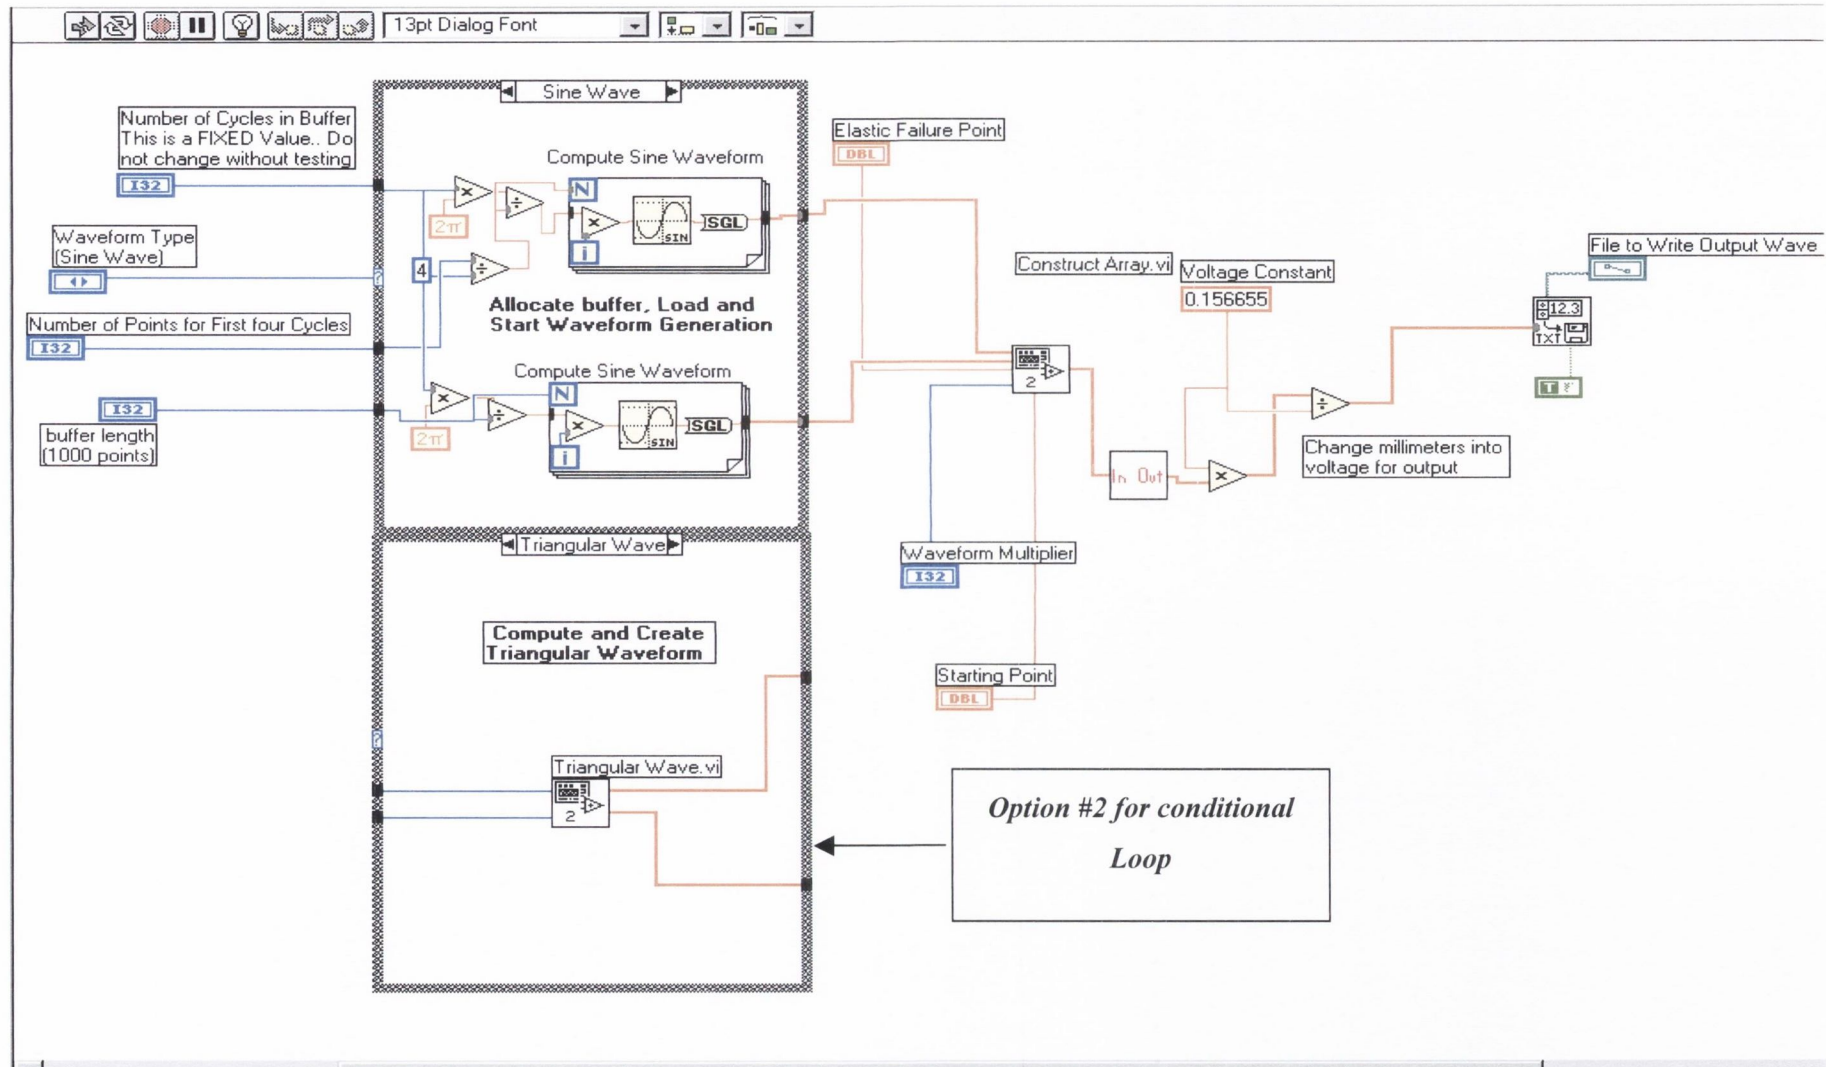 13pt Dialog Font
Sine Wave
Number of Cycles in Buffer
This is a FIXED Value.. Do
not change without testing
I32
Compute Sine Waveform
N
2π
i
SIN
SGL
Elastic Failure Point
DBL
Waveform Type
(Sine Wave)
?
4
Allocate buffer, Load and
Start Waveform Generation
Number of Points for First four Cycles
I32
Compute Sine Waveform
N
2π
i
SIN
SGL
I32
buffer length
(1000 points)
Construct Array.vi
Voltage Constant
0.156655
File to Write Output Wave
12.3
TXT
T
2
In Out
Change millimeters into
voltage for output
Waveform Multiplier
I32
Starting Point
DBL
Triangular Wave
Compute and Create
Triangular Waveform
?
Triangular Wave.vi
2
Option #2 for conditional
Loop